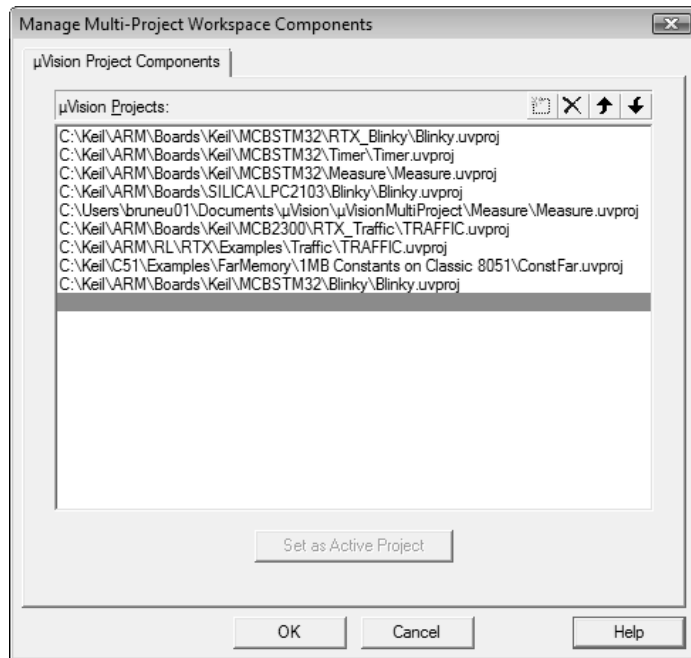 Manage Multi-Project Workspace Components
µVision Project Components
µVision Projects:
C:\Keil\ARM\Boards\Keil\MCBSTM32\RTX_Blinky\Blinky.uvproj
C:\Keil\ARM\Boards\Keil\MCBSTM32\Timer\Timer.uvproj
C:\Keil\ARM\Boards\Keil\MCBSTM32\Measure\Measure.uvproj
C:\Keil\ARM\Boards\SILICA\LPC2103\Blinky\Blinky.uvproj
C:\Users\bruneu01\Documents\µVision\µVisionMultiProject\Measure\Measure.uvproj
C:\Keil\ARM\Boards\Keil\MCB2300\RTX_Traffic\TRAFFIC.uvproj
C:\Keil\ARM\RL\RTX\Examples\Traffic\TRAFFIC.uvproj
C:\Keil\C51\Examples\FarMemory\1MB Constants on Classic 8051\ConstFar.uvproj
C:\Keil\ARM\Boards\Keil\MCBSTM32\Blinky\Blinky.uvproj
Set as Active Project
OK Cancel Help